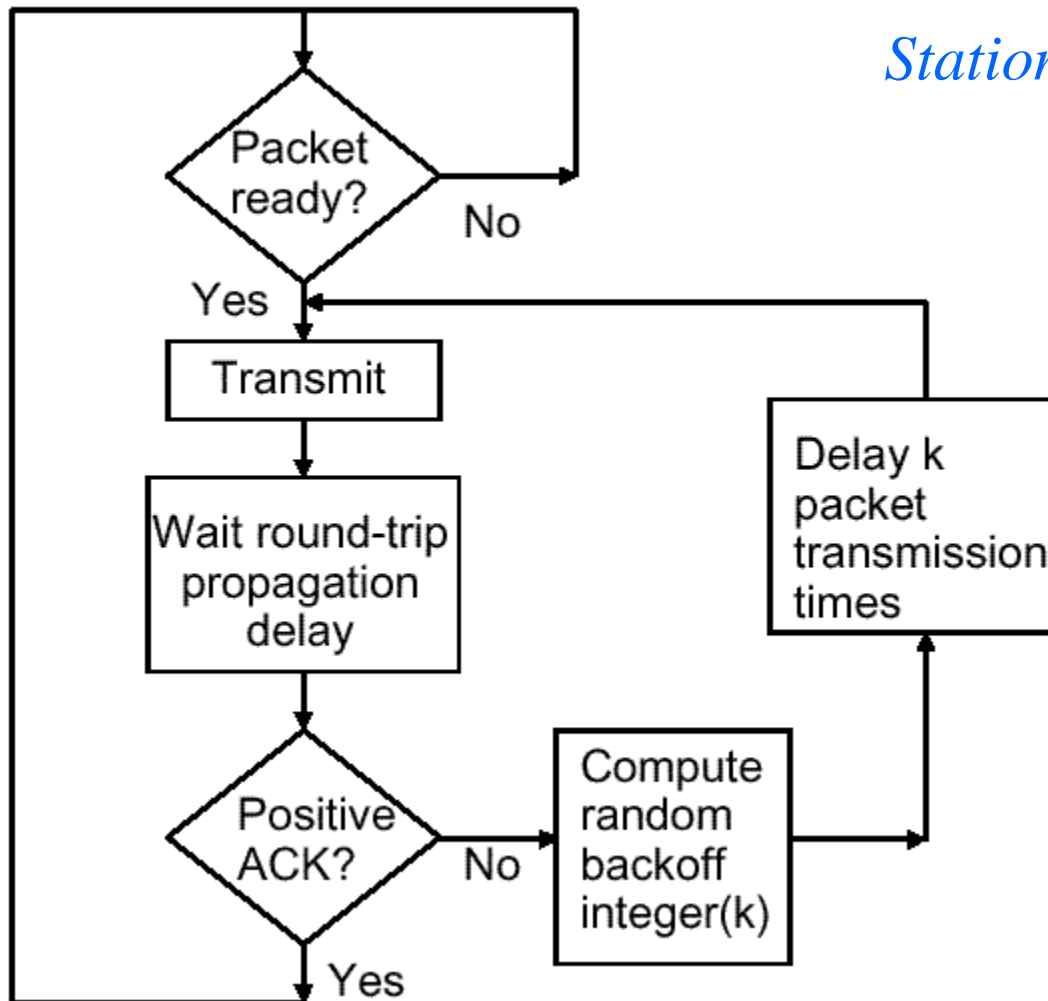 Station
Packet
ready?
No
Yes
Transmit
Wait round-trip
propagation
delay
Delay k
packet
transmission
times
Positive
ACK?
No
Compute
random
backoff
integer(k)
Yes